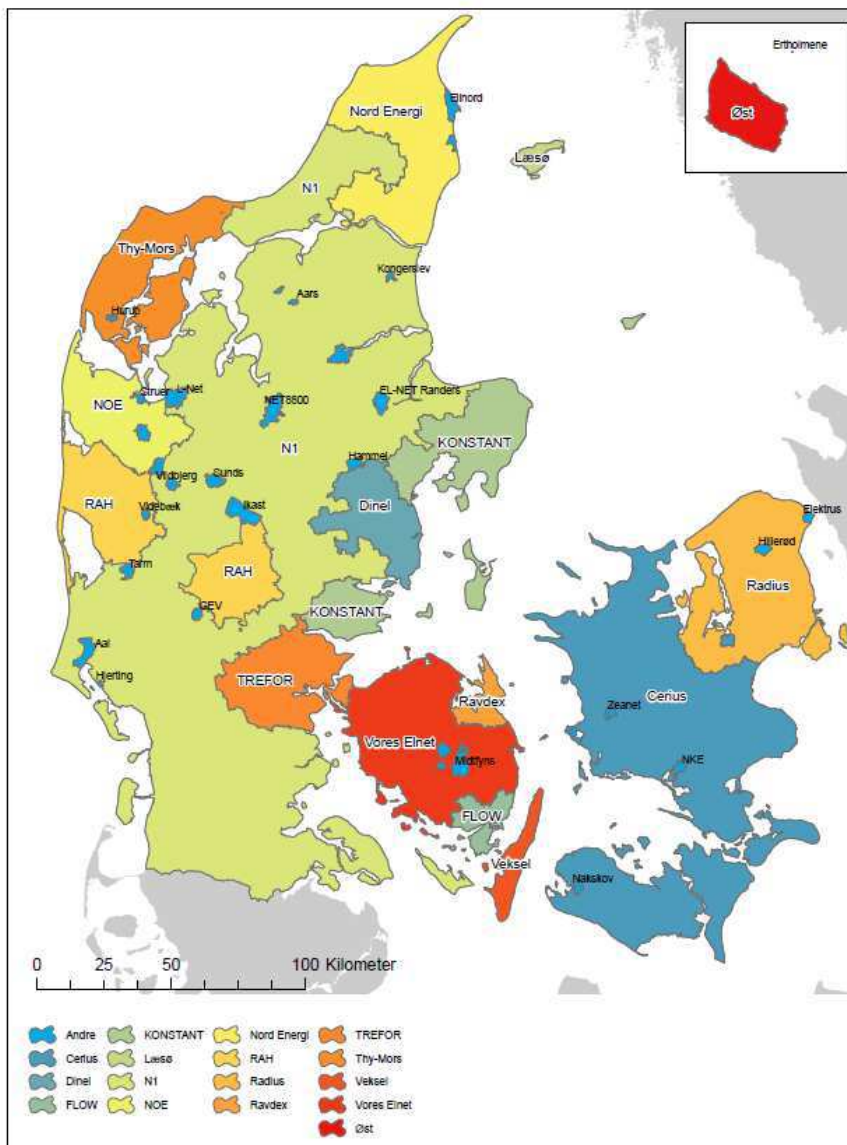 Ertholmene
Øst
Elinord
Nord Energi
Læsø
N1
Thy-Mors
Kongerslev
Aars
Hurup
Struer
L-Net
NET8800
EL-NET Randers
NOE
KONSTANT
N1
Hammel
Vildbjerg
Sunds
RAH
Videbæk
Ikast
Dinel
Elektrus
Hillerød
Radius
Tarm
RAH
GEV
KONSTANT
Aal
Hjerting
TREFOR
Ravdex
Cerius
Zeanet
Vores Elnet
Midtfyns
NKE
FLOW
Veksel
Nakskov
0 25 50 100 Kilometer
Andre KONSTANT Nord Energi TREFOR
Cerius Læsø RAH Thy-Mors
Dinel N1 Radius Veksel
FLOW NOE Ravdex Vores Elnet
Øst